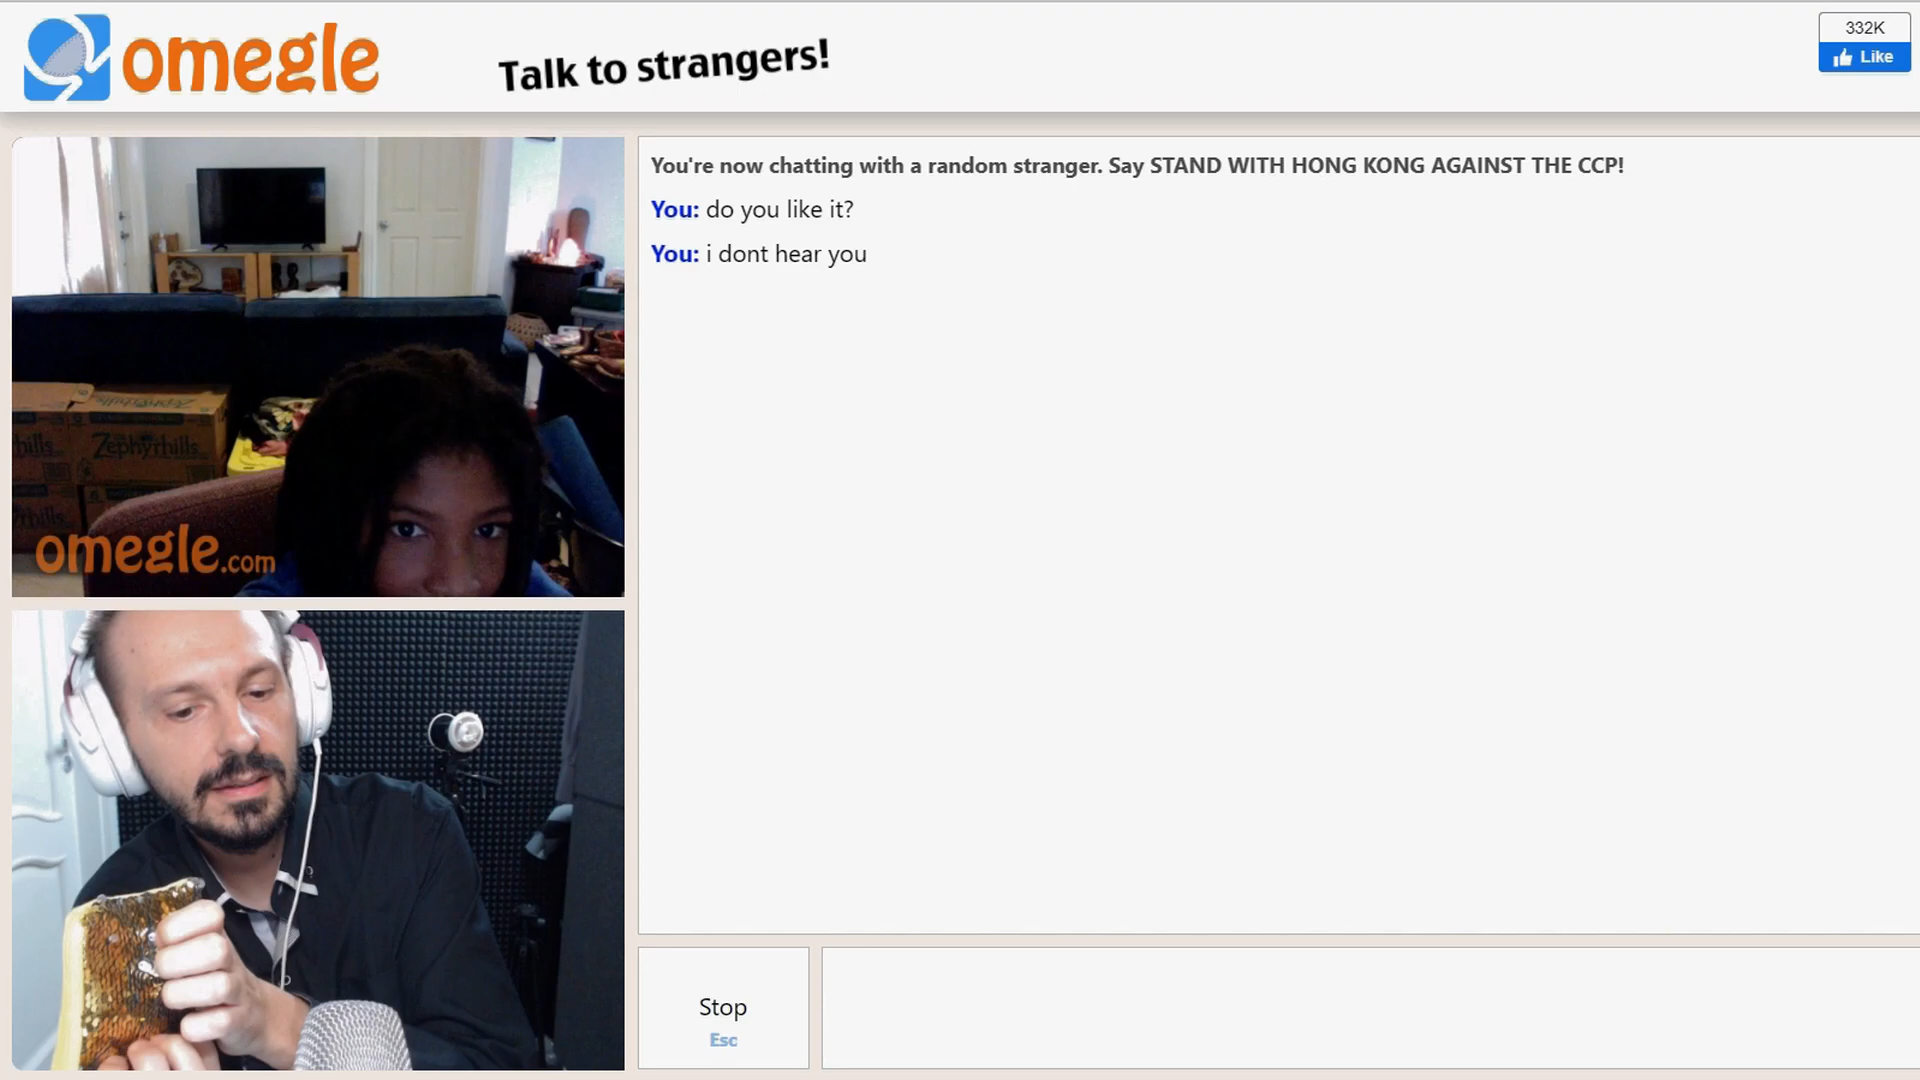 omegle
Talk to strangers!
332K
Like
You're now chatting with a random stranger. Say STAND WITH HONG KONG AGAINST THE CCP!
You: do you like it?
You: i dont hear you
Zephyrhills
hills
omegle.com
Stop
Esc